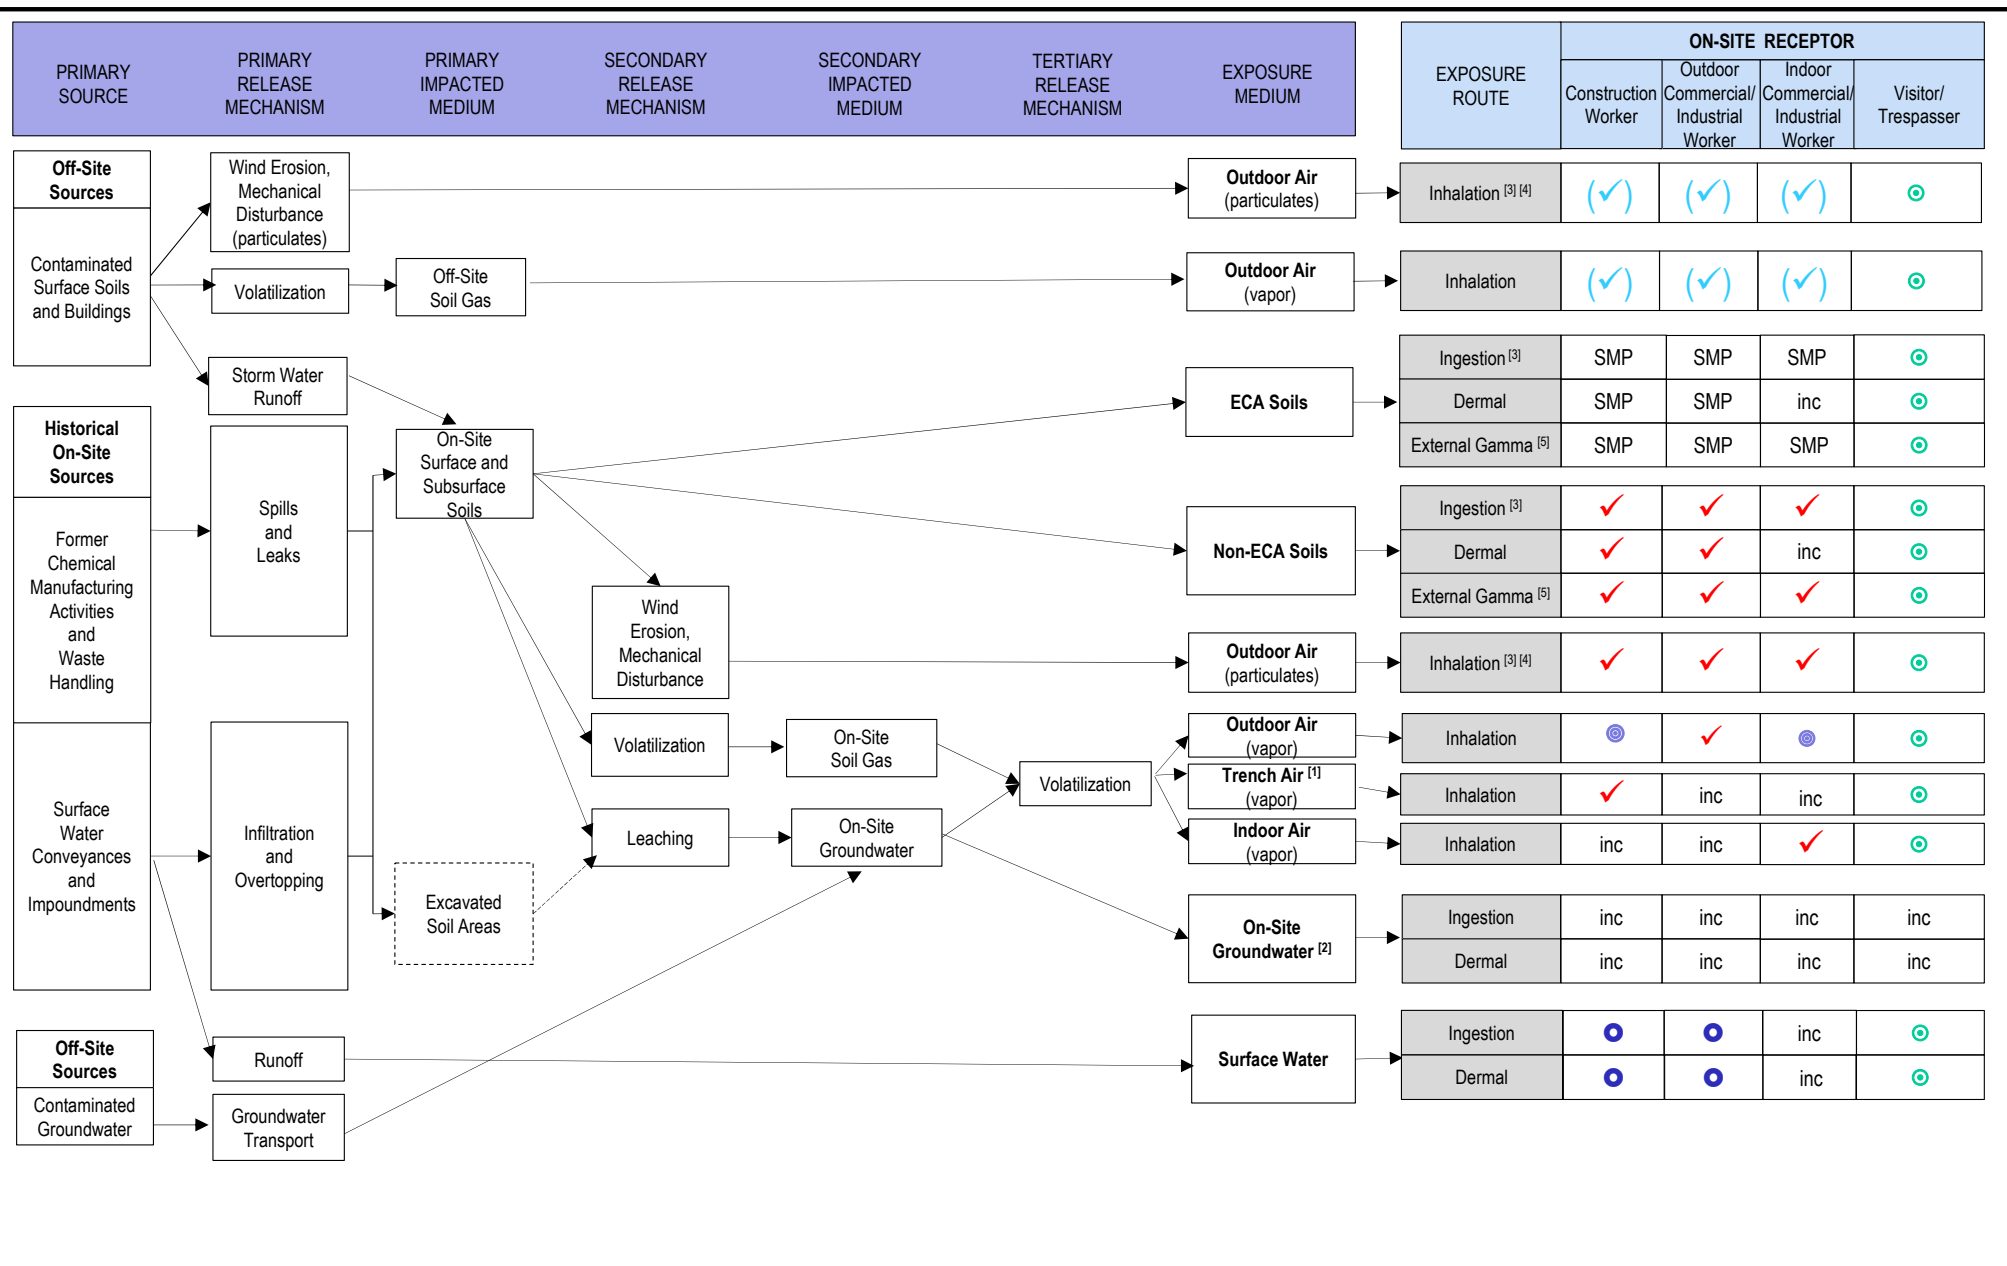 PRIMARY
SOURCE
PRIMARY
RELEASE
MECHANISM
PRIMARY
IMPACTED
MEDIUM
SECONDARY
RELEASE
MECHANISM
SECONDARY
IMPACTED
MEDIUM
TERTIARY
RELEASE
MECHANISM
EXPOSURE
MEDIUM
EXPOSURE
ROUTE
ON-SITE RECEPTOR
Construction
Worker
Outdoor
Commercial/
Industrial
Worker
Indoor
Commercial/
Industrial
Worker
Visitor/
Trespasser
Off-Site
Sources
Contaminated
Surface Soils
and Buildings
Wind Erosion,
Mechanical
Disturbance
(particulates)
Outdoor Air
(particulates)
Inhalation [3] [4]
(✓) (✓) (✓)
Volatilization
Off-Site
Soil Gas
Outdoor Air
(vapor)
Inhalation
(✓) (✓) (✓)
Storm Water
Runoff
Historical
On-Site
Sources
Former
Chemical
Manufacturing
Activities
and
Waste
Handling
Surface
Water
Conveyances
and
Impoundments
Spills
and
Leaks
Infiltration
and
Overtopping
On-Site
Surface and
Subsurface
Soils
Excavated
Soil Areas
Wind
Erosion,
Mechanical
Disturbance
Volatilization
Leaching
On-Site
Soil Gas
On-Site
Groundwater
Volatilization
ECA Soils
Ingestion [3] SMP SMP SMP
Dermal SMP SMP inc
External Gamma [5] SMP SMP SMP
Non-ECA Soils
Ingestion [3] ✓ ✓ ✓
Dermal ✓ ✓ inc
External Gamma [5] ✓ ✓ ✓
Outdoor Air
(particulates)
Inhalation [3] [4] ✓ ✓ ✓
Outdoor Air
(vapor)
Inhalation ✓
Trench Air [1]
(vapor)
Inhalation ✓ inc inc
Indoor Air
(vapor)
Inhalation inc inc ✓
On-Site
Groundwater [2]
Ingestion inc inc inc inc
Dermal inc inc inc inc
Off-Site
Sources
Contaminated
Groundwater
Runoff
Groundwater
Transport
Surface Water
Ingestion inc
Dermal inc